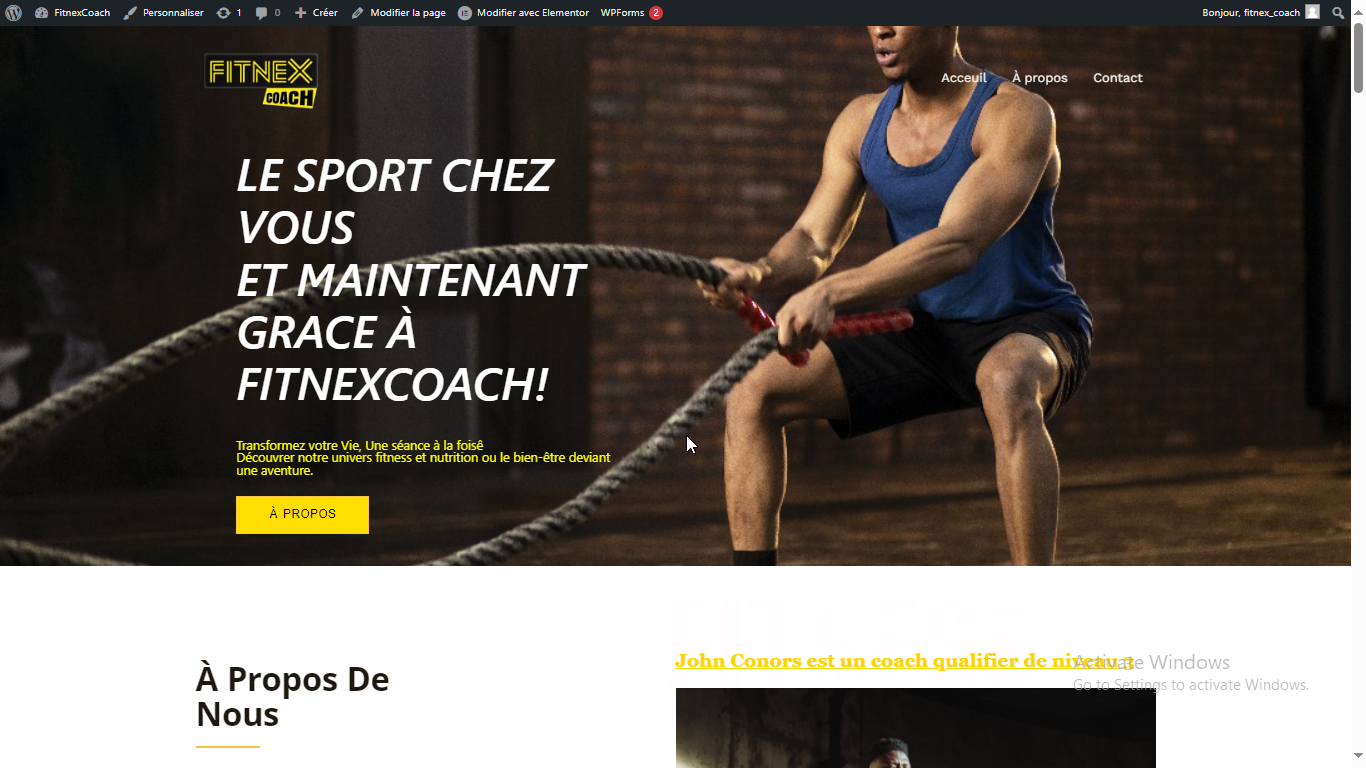 FitnexCoach Personnaliser 1 0 Créer Modifier la page Modifier avec Elementor WPForms 2 Bonjour, fitnex_coach
FITNEX
COACH
Acceuil À propos Contact
LE SPORT CHEZ
VOUS
ET MAINTENANT
GRACE À
FITNEXCOACH!
Transformez votre Vie, Une séance à la foisê
Découvrer notre univers fitness et nutrition ou le bien-être deviant
une aventure.
À PROPOS
À Propos De
Nous
John Conors est un coach qualifier de niveau 3
Activate Windows
Go to Settings to activate Windows.